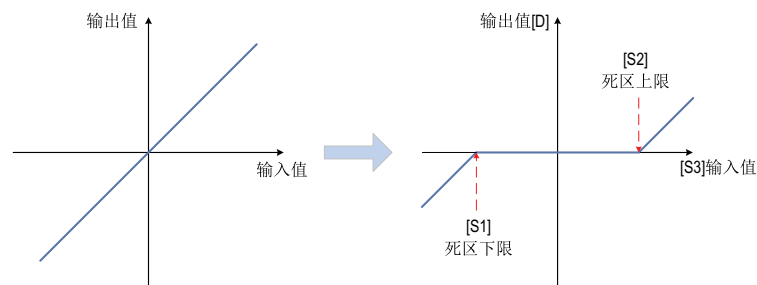 输出值
输入值
输出值[D]
[S2]
死区上限
[S3]输入值
[S1]
死区下限